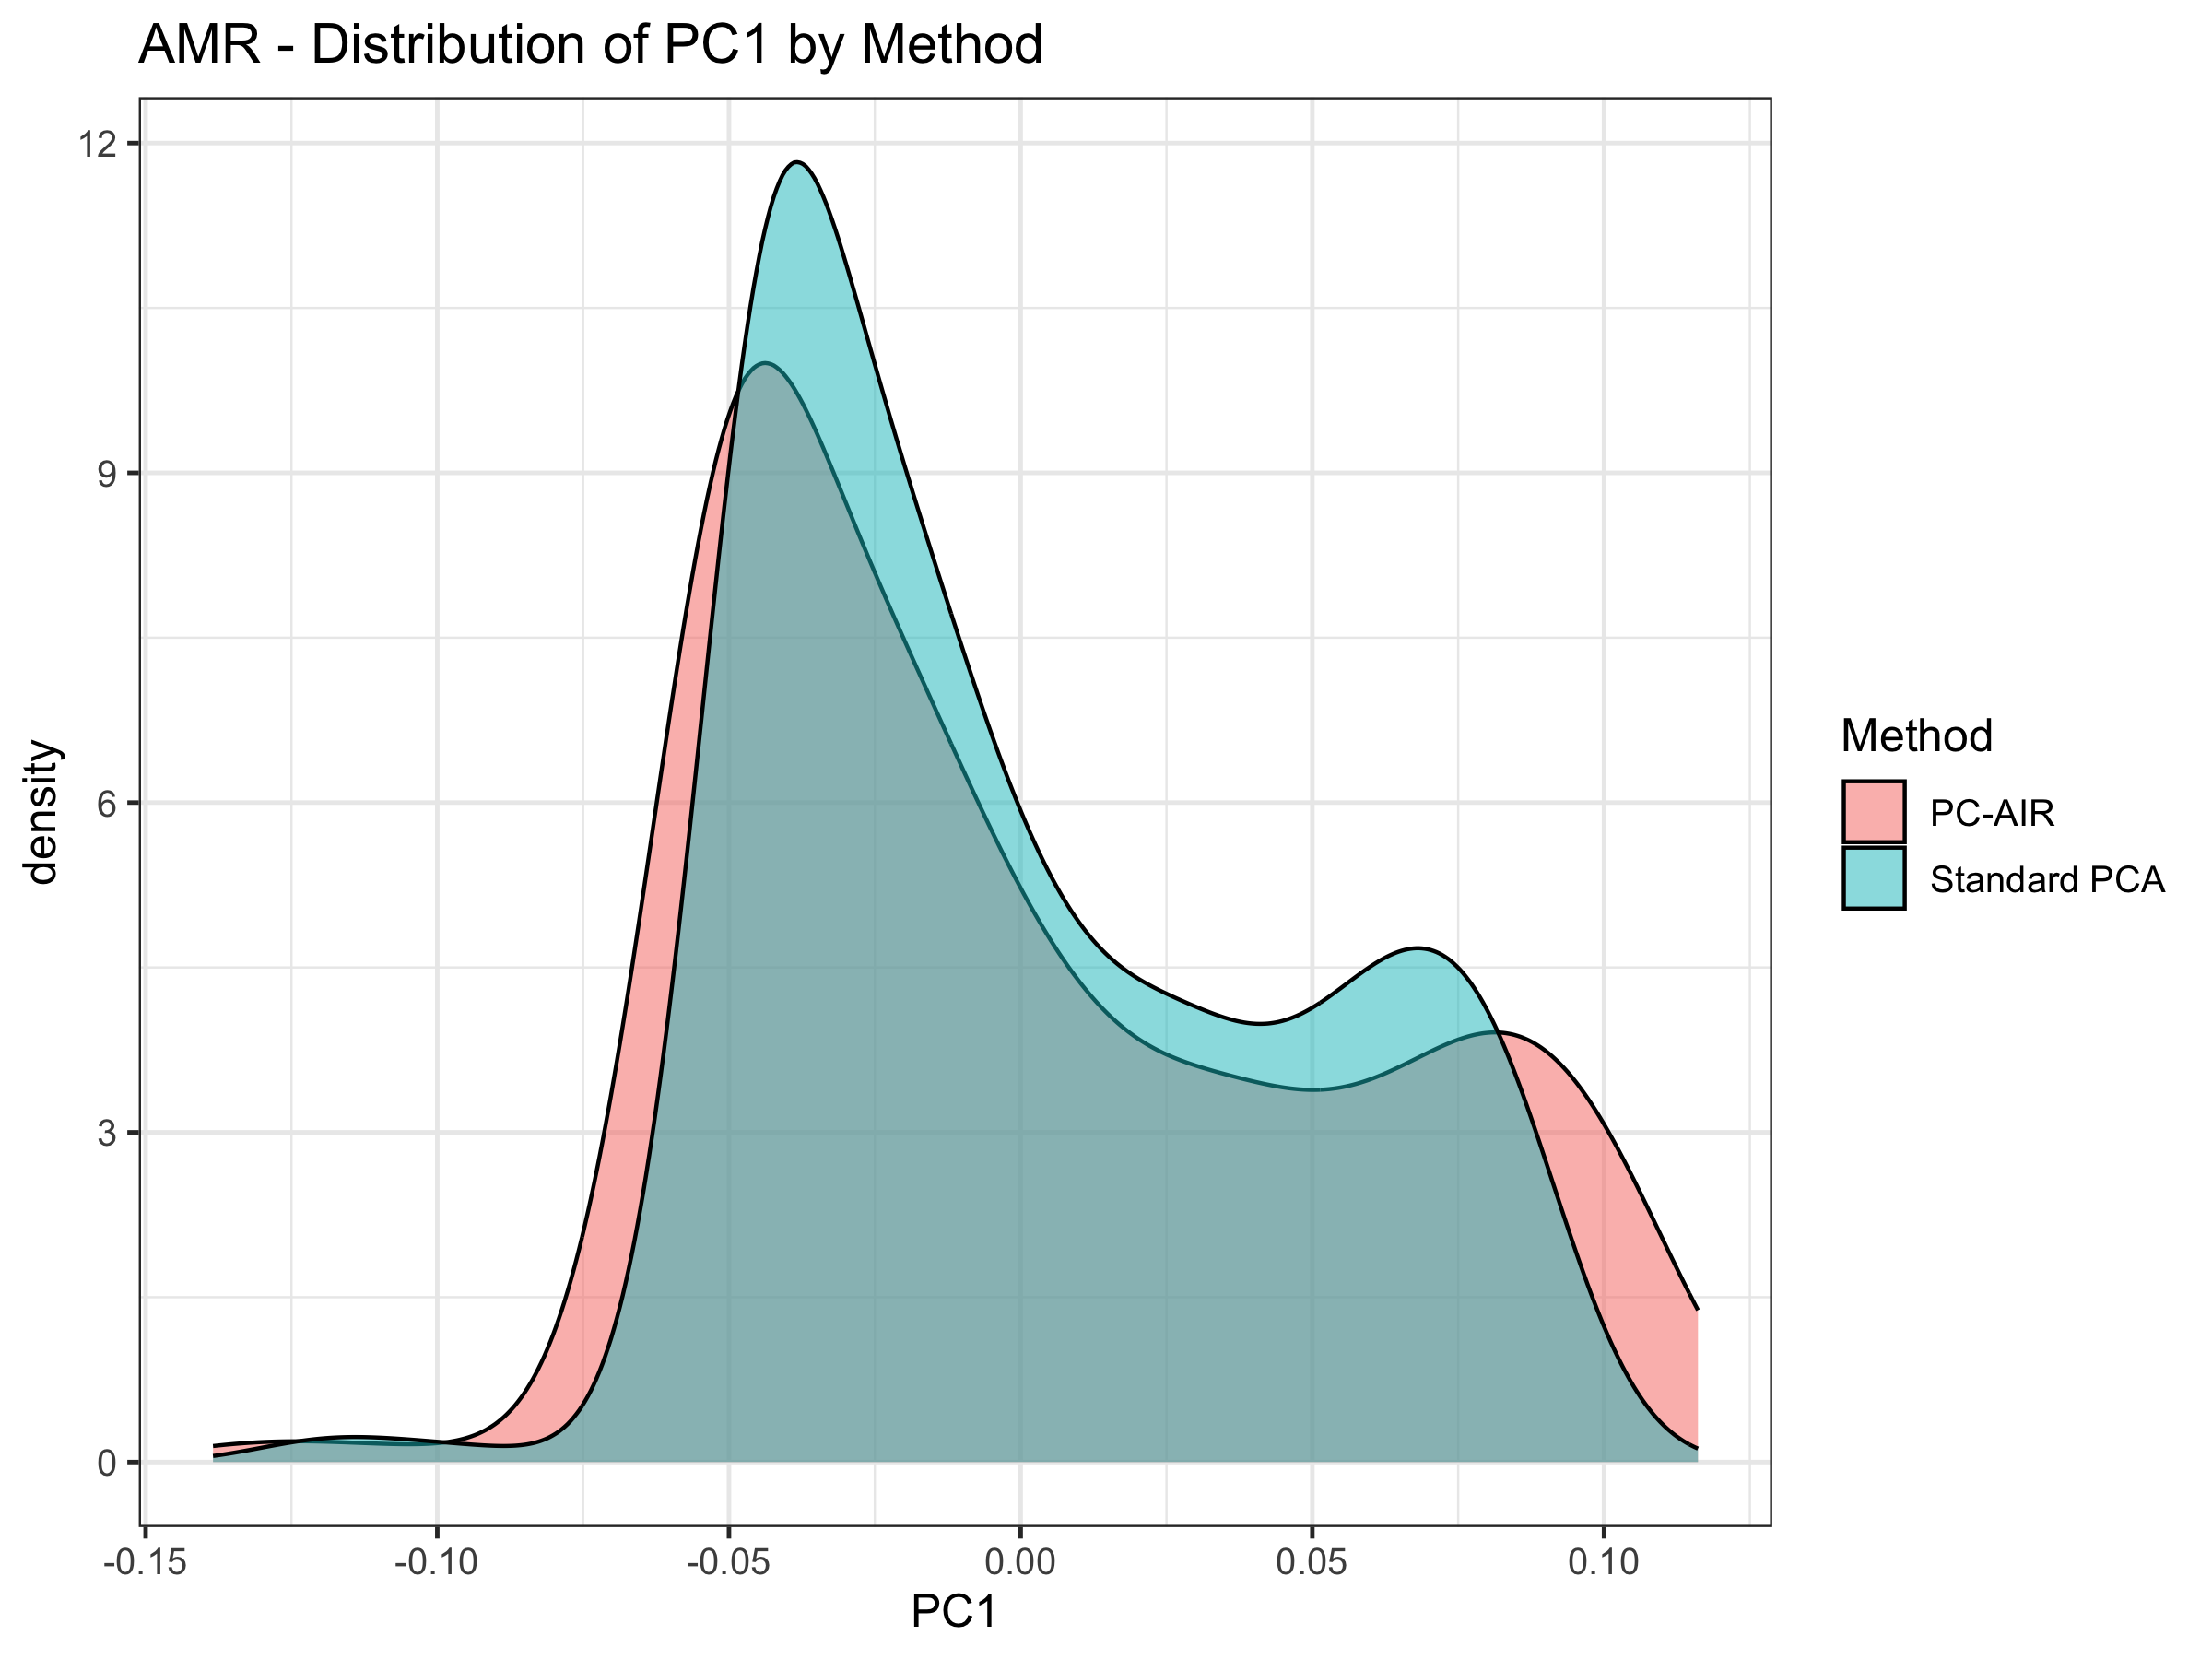 AMR - Distribution of PC1 by Method
12
9
6
3
0
density
-0.15
-0.10
-0.05
0.00
0.05
0.10
PC1
Method
PC-AIR
Standard PCA